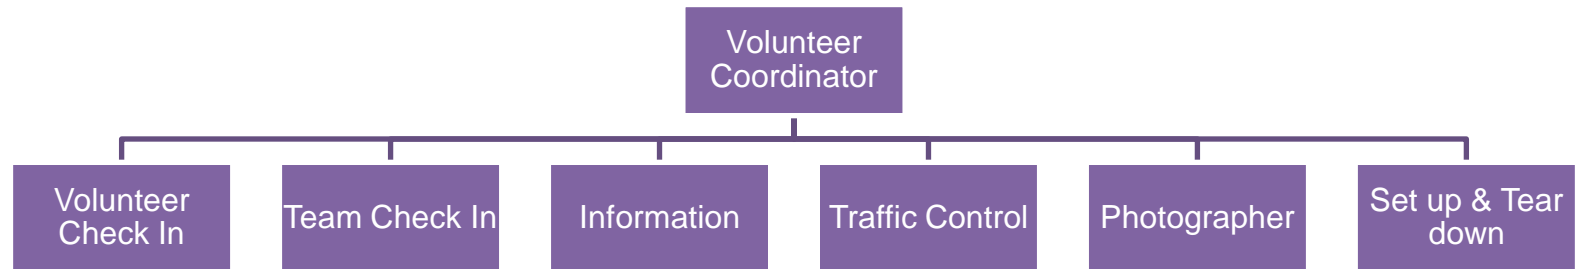 Volunteer
Coordinator
Volunteer
Check In
Team Check In
Information
Traffic Control
Photographer
Set up & Tear
down